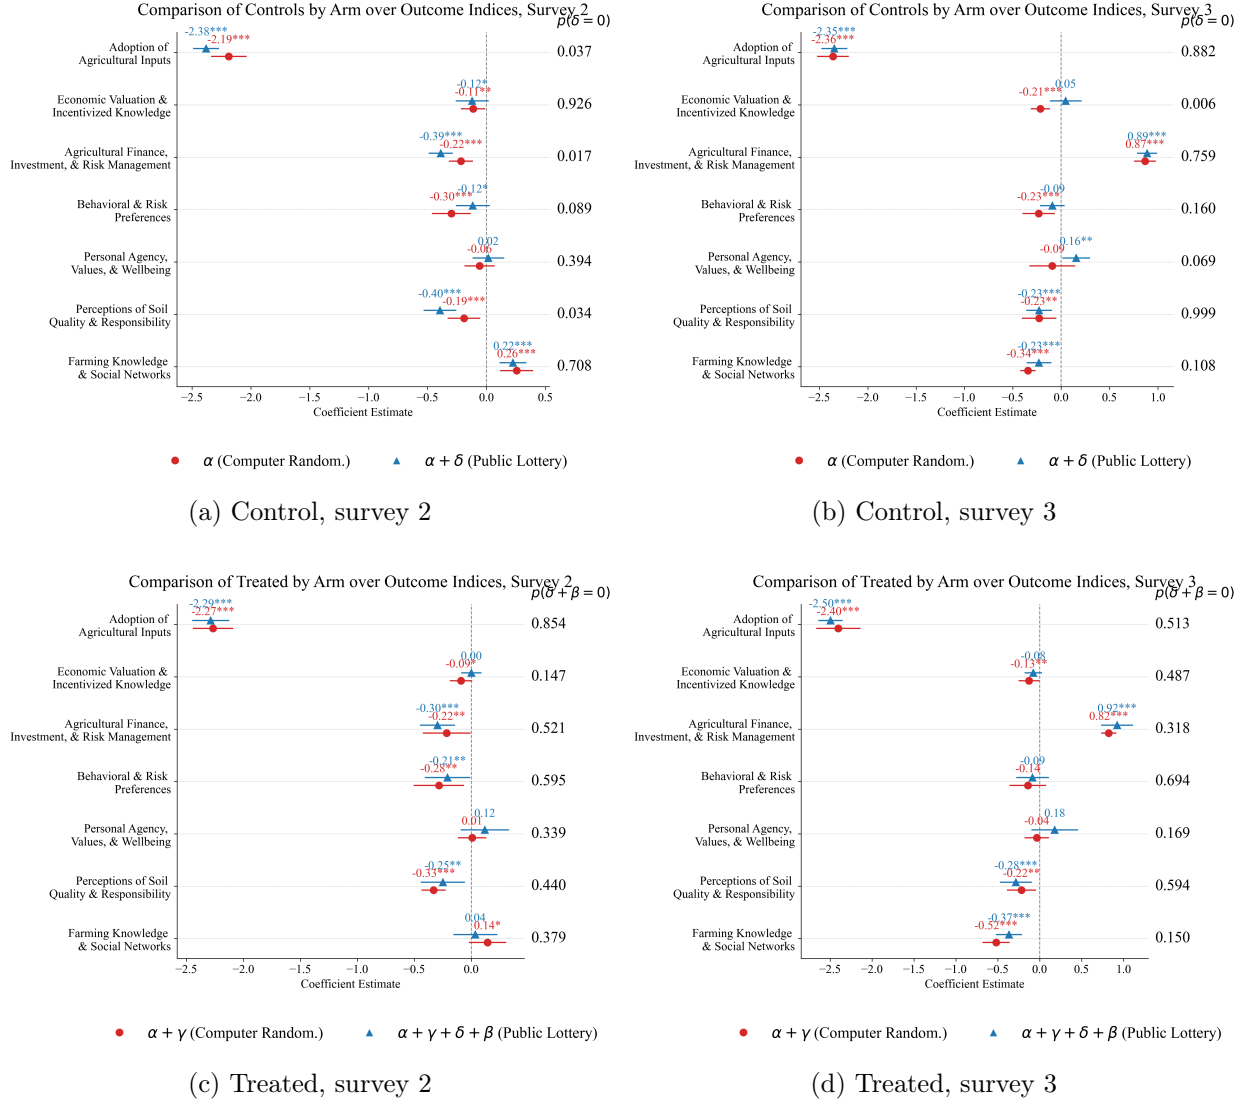 Comparison of Controls by Arm over Outcome Indices, Survey 2
p(δ = 0)
-2.38***
-2.19***
Adoption of
Agricultural Inputs
0.037
-0.12*
-0.11**
Economic Valuation &
Incentivized Knowledge
0.926
-0.39***
-0.22***
Agricultural Finance,
Investment, & Risk Management
0.017
-0.12*
-0.30***
Behavioral & Risk
Preferences
0.089
0.02
-0.06
Personal Agency,
Values, & Wellbeing
0.394
-0.40***
-0.19***
Perceptions of Soil
Quality & Responsibility
0.034
0.22***
0.26***
Farming Knowledge
& Social Networks
0.708
−2.5 −2.0 −1.5 −1.0 −0.5 0.0 0.5
Coefficient Estimate
α (Computer Random.) α + δ (Public Lottery)
(a) Control, survey 2
Comparison of Controls by Arm over Outcome Indices, Survey 3
p(δ = 0)
-2.35***
-2.36***
Adoption of
Agricultural Inputs
0.882
0.05
-0.21***
Economic Valuation &
Incentivized Knowledge
0.006
0.89***
0.87***
Agricultural Finance,
Investment, & Risk Management
0.759
-0.09
-0.23***
Behavioral & Risk
Preferences
0.160
0.16**
-0.09
Personal Agency,
Values, & Wellbeing
0.069
-0.23***
-0.23**
Perceptions of Soil
Quality & Responsibility
0.999
-0.23***
-0.34***
Farming Knowledge
& Social Networks
0.108
−2.5 −2.0 −1.5 −1.0 −0.5 0.0 0.5 1.0
Coefficient Estimate
α (Computer Random.) α + δ (Public Lottery)
(b) Control, survey 3
Comparison of Treated by Arm over Outcome Indices, Survey 2
p(δ + β = 0)
-2.29***
-2.27***
Adoption of
Agricultural Inputs
0.854
0.00
-0.09*
Economic Valuation &
Incentivized Knowledge
0.147
-0.30***
-0.22**
Agricultural Finance,
Investment, & Risk Management
0.521
-0.21**
-0.28**
Behavioral & Risk
Preferences
0.595
0.12
0.01
Personal Agency,
Values, & Wellbeing
0.339
-0.25**
-0.33***
Perceptions of Soil
Quality & Responsibility
0.440
0.04
0.14*
Farming Knowledge
& Social Networks
0.379
−2.5 −2.0 −1.5 −1.0 −0.5 0.0 0.5
Coefficient Estimate
α + γ (Computer Random.) α + γ + δ + β (Public Lottery)
(c) Treated, survey 2
Comparison of Treated by Arm over Outcome Indices, Survey 3
p(δ + β = 0)
-2.50***
-2.40***
Adoption of
Agricultural Inputs
0.513
-0.08
-0.13**
Economic Valuation &
Incentivized Knowledge
0.487
0.92***
0.82***
Agricultural Finance,
Investment, & Risk Management
0.318
-0.09
-0.14
Behavioral & Risk
Preferences
0.694
0.18
-0.04
Personal Agency,
Values, & Wellbeing
0.169
-0.28***
-0.22**
Perceptions of Soil
Quality & Responsibility
0.594
-0.37***
-0.52***
Farming Knowledge
& Social Networks
0.150
−2.5 −2.0 −1.5 −1.0 −0.5 0.0 0.5 1.0
Coefficient Estimate
α + γ (Computer Random.) α + γ + δ + β (Public Lottery)
(d) Treated, survey 3